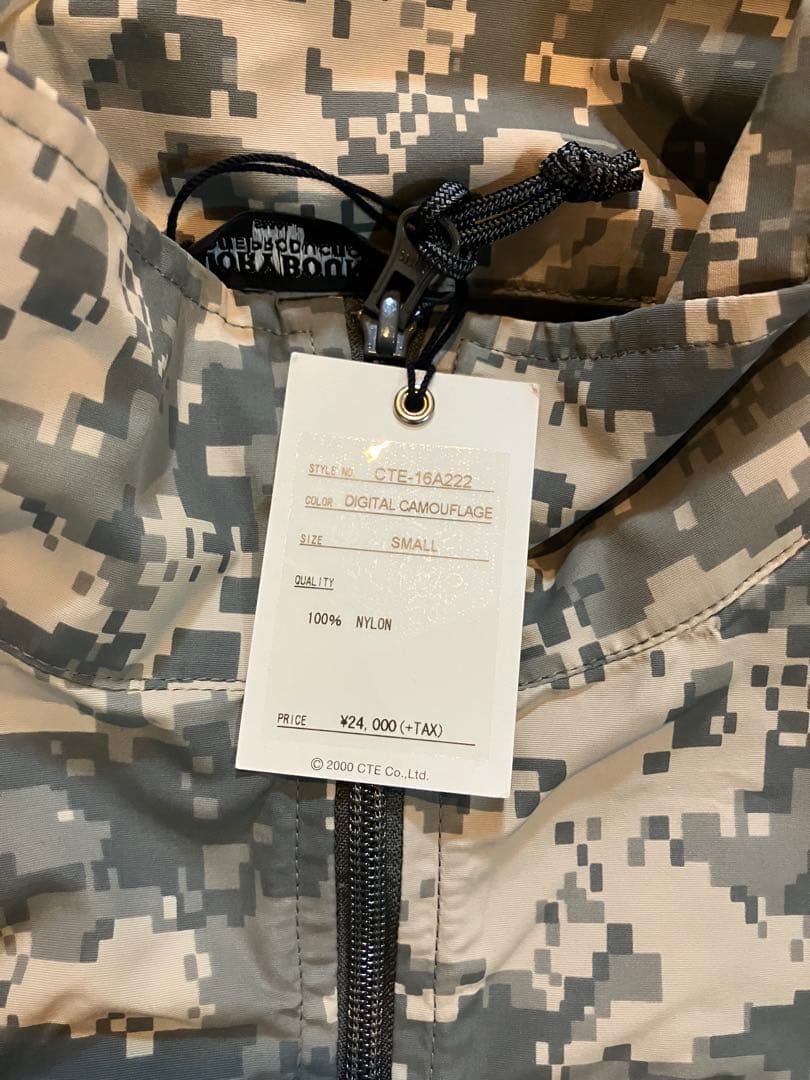 STYLE NO. CTE-16A222
COLOR DIGITAL CAMOUFLAGE
SIZE SMALL
QUALITY
100% NYLON
PRICE ¥24,000(+TAX)
© 2000 CTE Co.,Ltd.